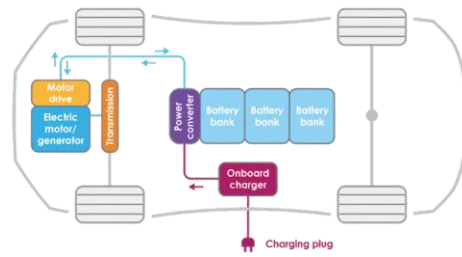 Motor
drive
Electric
motor/
generator
Transmission
Power
converter
Battery
bank
Battery
bank
Battery
bank
Onboard
charger
Charging plug